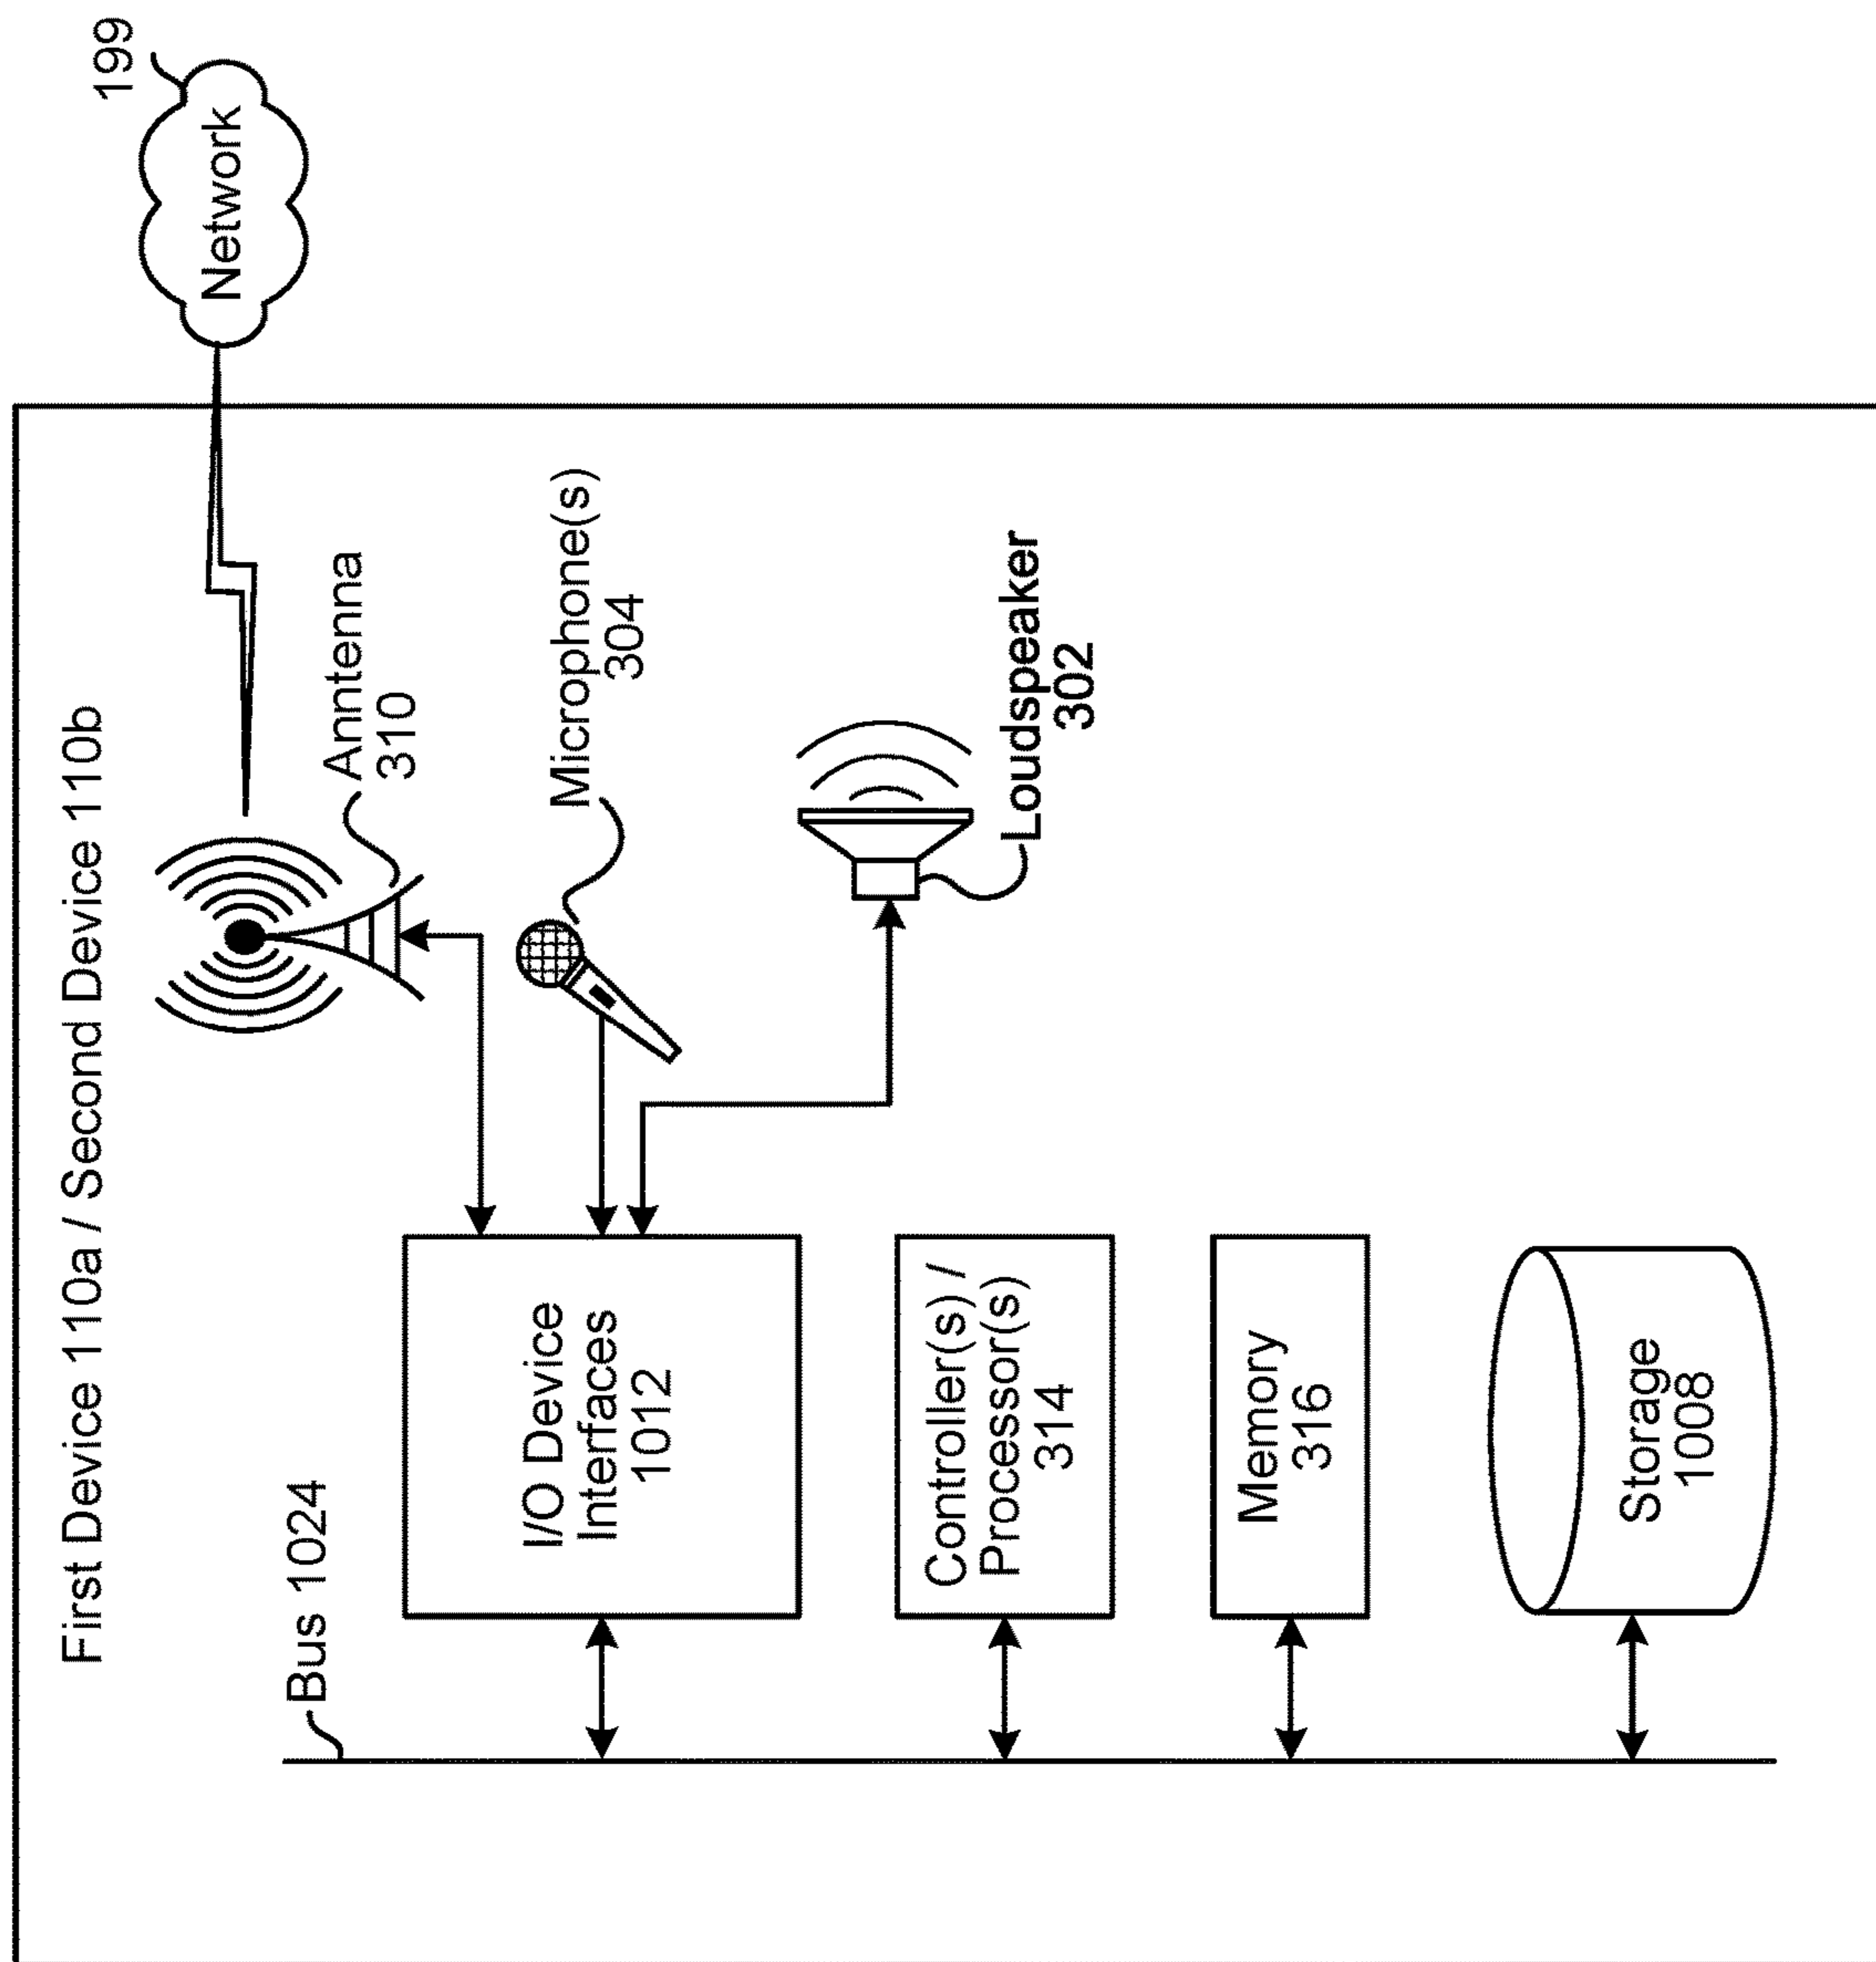 First Device 110a / Second Device 110b
199
Network
Bus 1024
Anntenna
310
I/O Device
Interfaces
1012
Microphone(s)
304
Loudspeaker
302
Controller(s) /
Processor(s)
314
Memory
316
Storage
1008